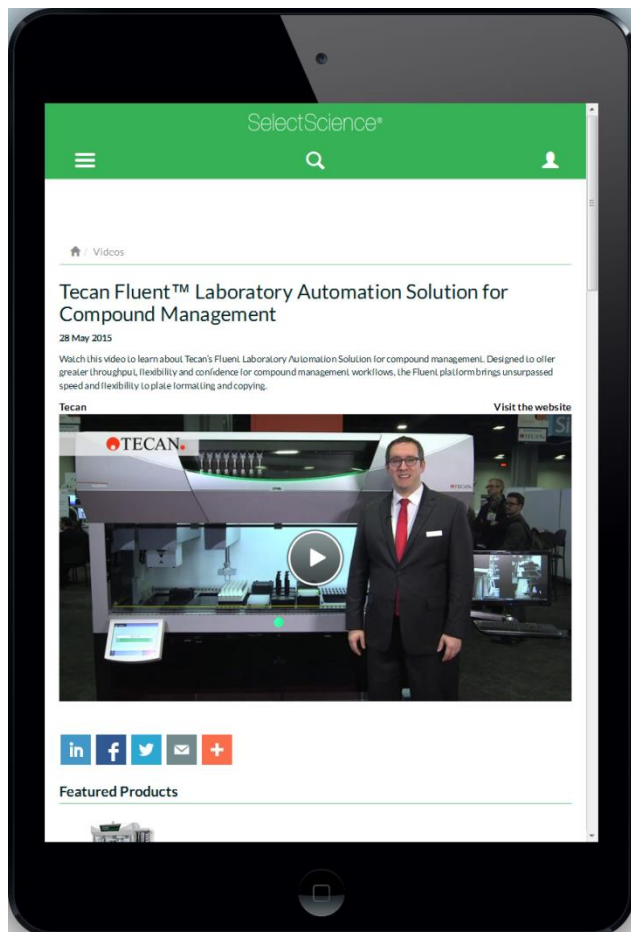 SelectScience®
Videos
Tecan Fluent™ Laboratory Automation Solution for
Compound Management
28 May 2015
Watch this video to learn about Tecan's Fluent Laboratory Automation Solution for compound management. Designed to offer
greater throughput, flexibility and confidence for compound management workflows, the Fluent platform brings unsurpassed
speed and flexibility to plate formatting and copying.
Tecan Visit the website
TECAN.
Si
TECAN.
in f
Featured Products